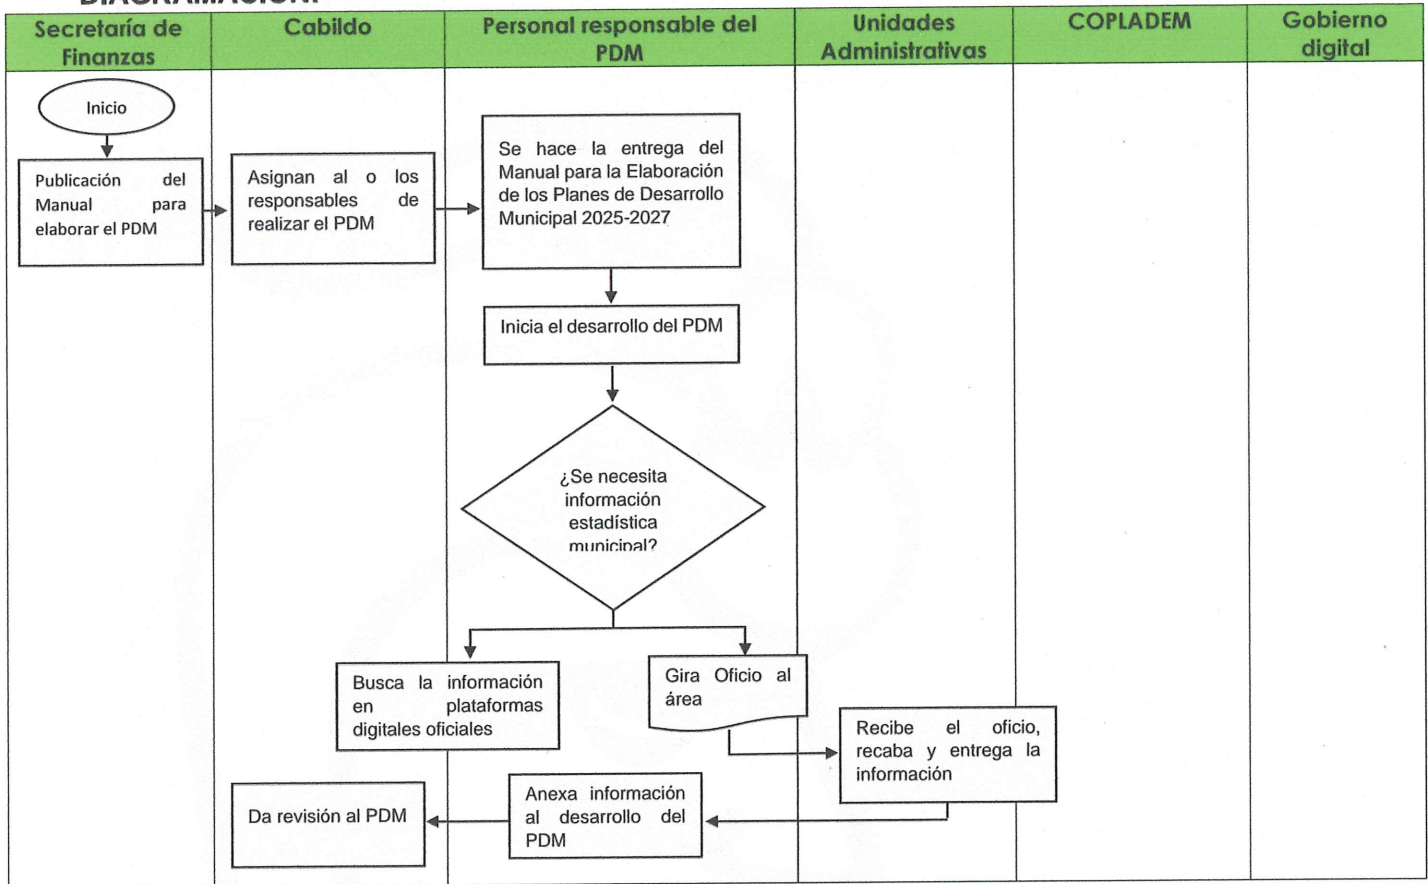 DIAGRAMACIÓN:
Secretaría de
Finanzas
Cabildo
Personal responsable del
PDM
Unidades
Administrativas
COPLADEM
Gobierno
digital
Inicio
Publicación del
Manual para
elaborar el PDM
Asignan al o los
responsables de
realizar el PDM
Se hace la entrega del
Manual para la Elaboración
de los Planes de Desarrollo
Municipal 2025-2027
Inicia el desarrollo del PDM
¿Se necesita
información
estadística
municipal?
Busca la información
en plataformas
digitales oficiales
Gira Oficio al
área
Recibe el oficio,
recaba y entrega la
información
Anexa información
al desarrollo del
PDM
Da revisión al PDM